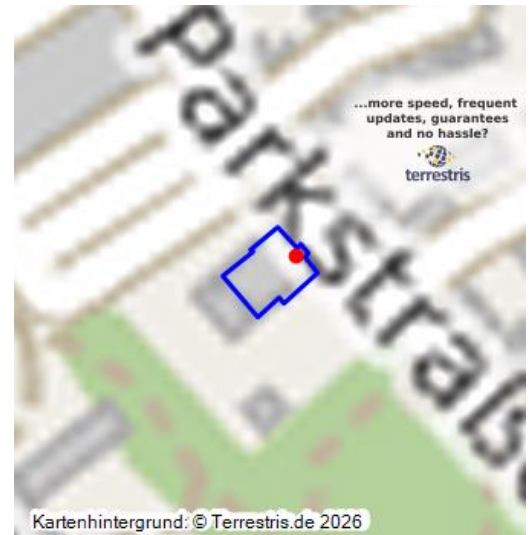 ...more speed, frequent
updates, guarantees
and no hassle?
terrestris
Parkstraße
Kartenhintergrund: © Terrestris.de 2026